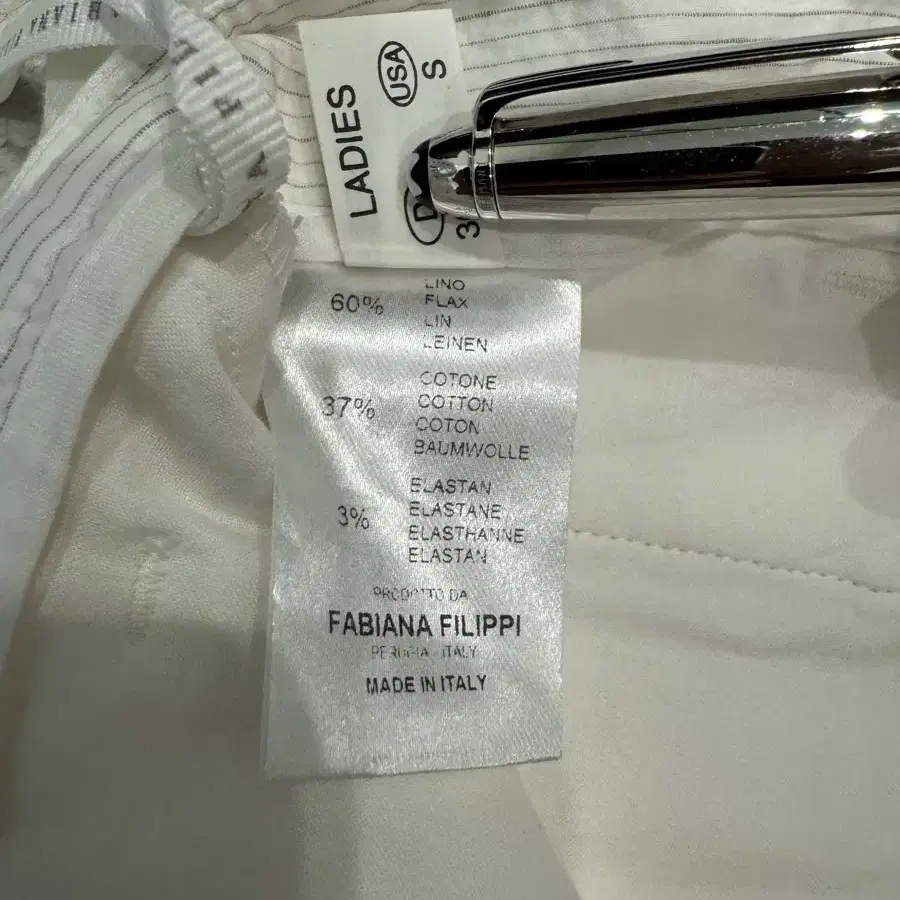 LADIES
USA
S
D
60%
LINO
FLAX
LIN
LEINEN
37%
COTONE
COTTON
COTON
BAUMWOLLE
3%
ELASTAN
ELASTANE
ELASTHANNE
ELASTAN
PRODOTTO DA
FABIANA FILIPPI
PERUGIA ITALY
MADE IN ITALY